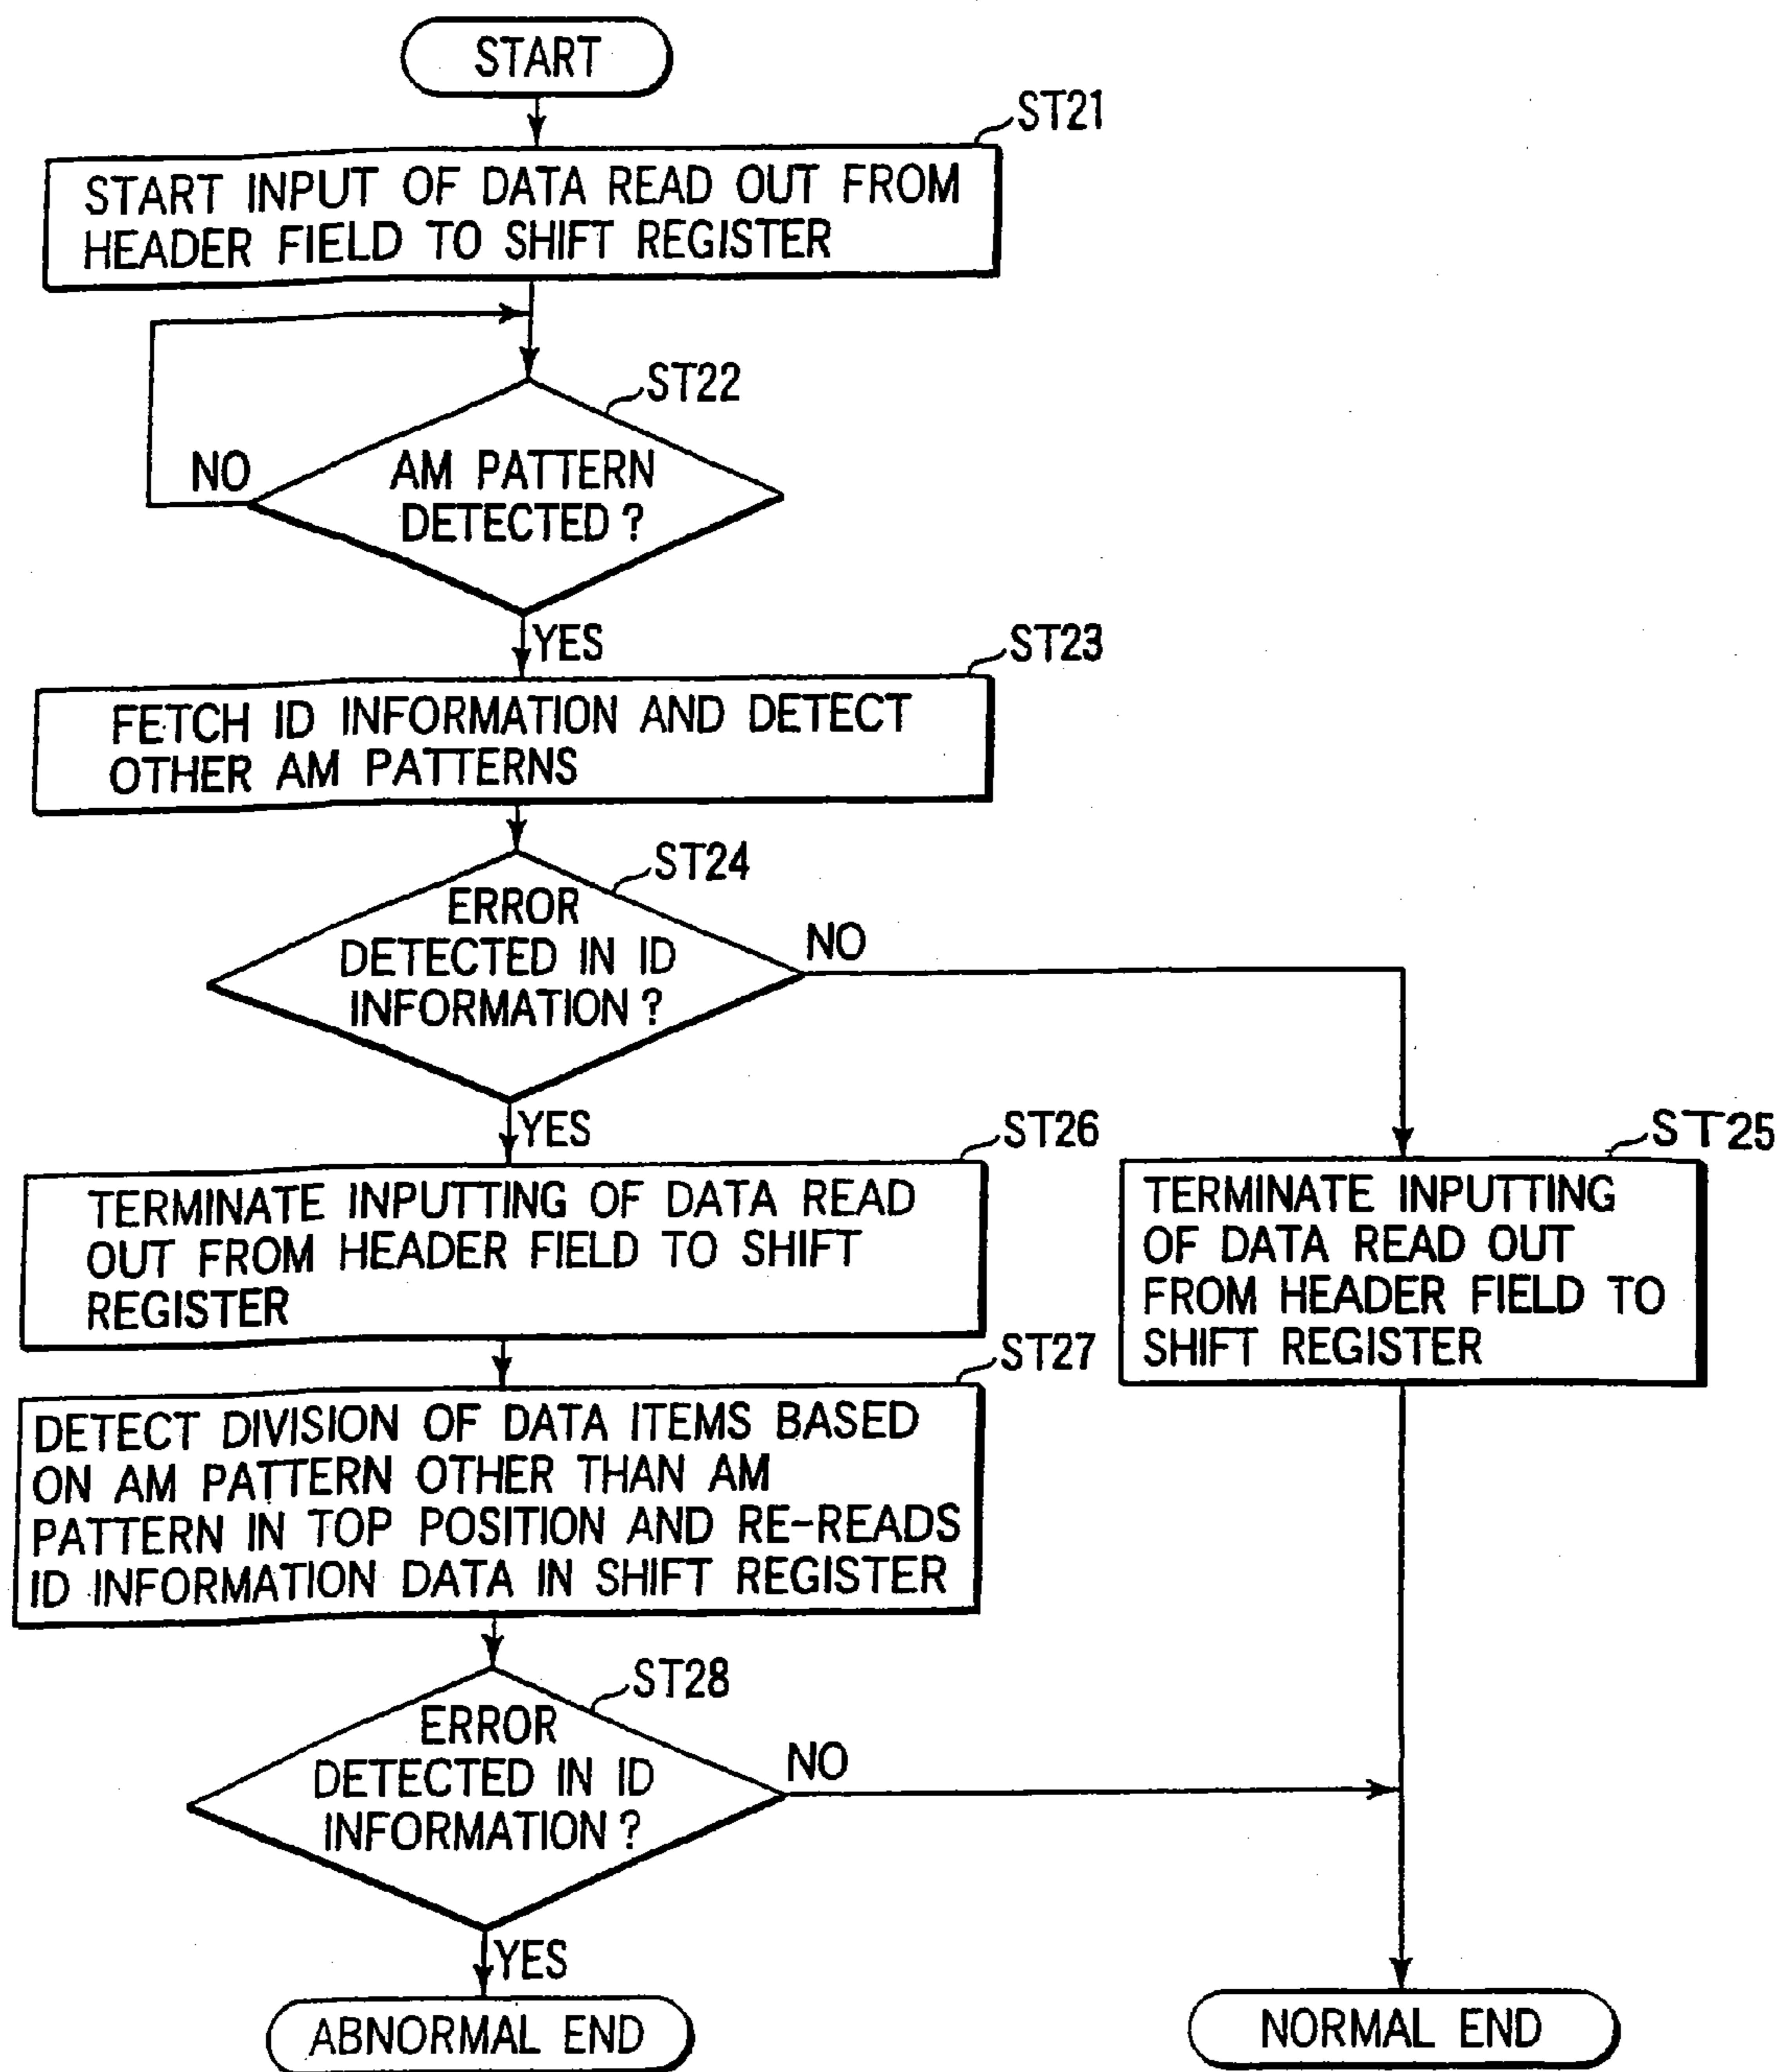 START
ST21
START INPUT OF DATA READ OUT FROM
HEADER FIELD TO SHIFT REGISTER
ST22
NO
AM PATTERN
DETECTED?
YES
ST23
FETCH ID INFORMATION AND DETECT
OTHER AM PATTERNS
ST24
ERROR
DETECTED IN ID
INFORMATION?
NO
YES
ST26
TERMINATE INPUTTING OF DATA READ
OUT FROM HEADER FIELD TO SHIFT
REGISTER
ST25
TERMINATE INPUTTING
OF DATA READ OUT
FROM HEADER FIELD TO
SHIFT REGISTER
ST27
DETECT DIVISION OF DATA ITEMS BASED
ON AM PATTERN OTHER THAN AM
PATTERN IN TOP POSITION AND RE-READS
ID INFORMATION DATA IN SHIFT REGISTER
ST28
ERROR
DETECTED IN ID
INFORMATION?
NO
YES
ABNORMAL END
NORMAL END